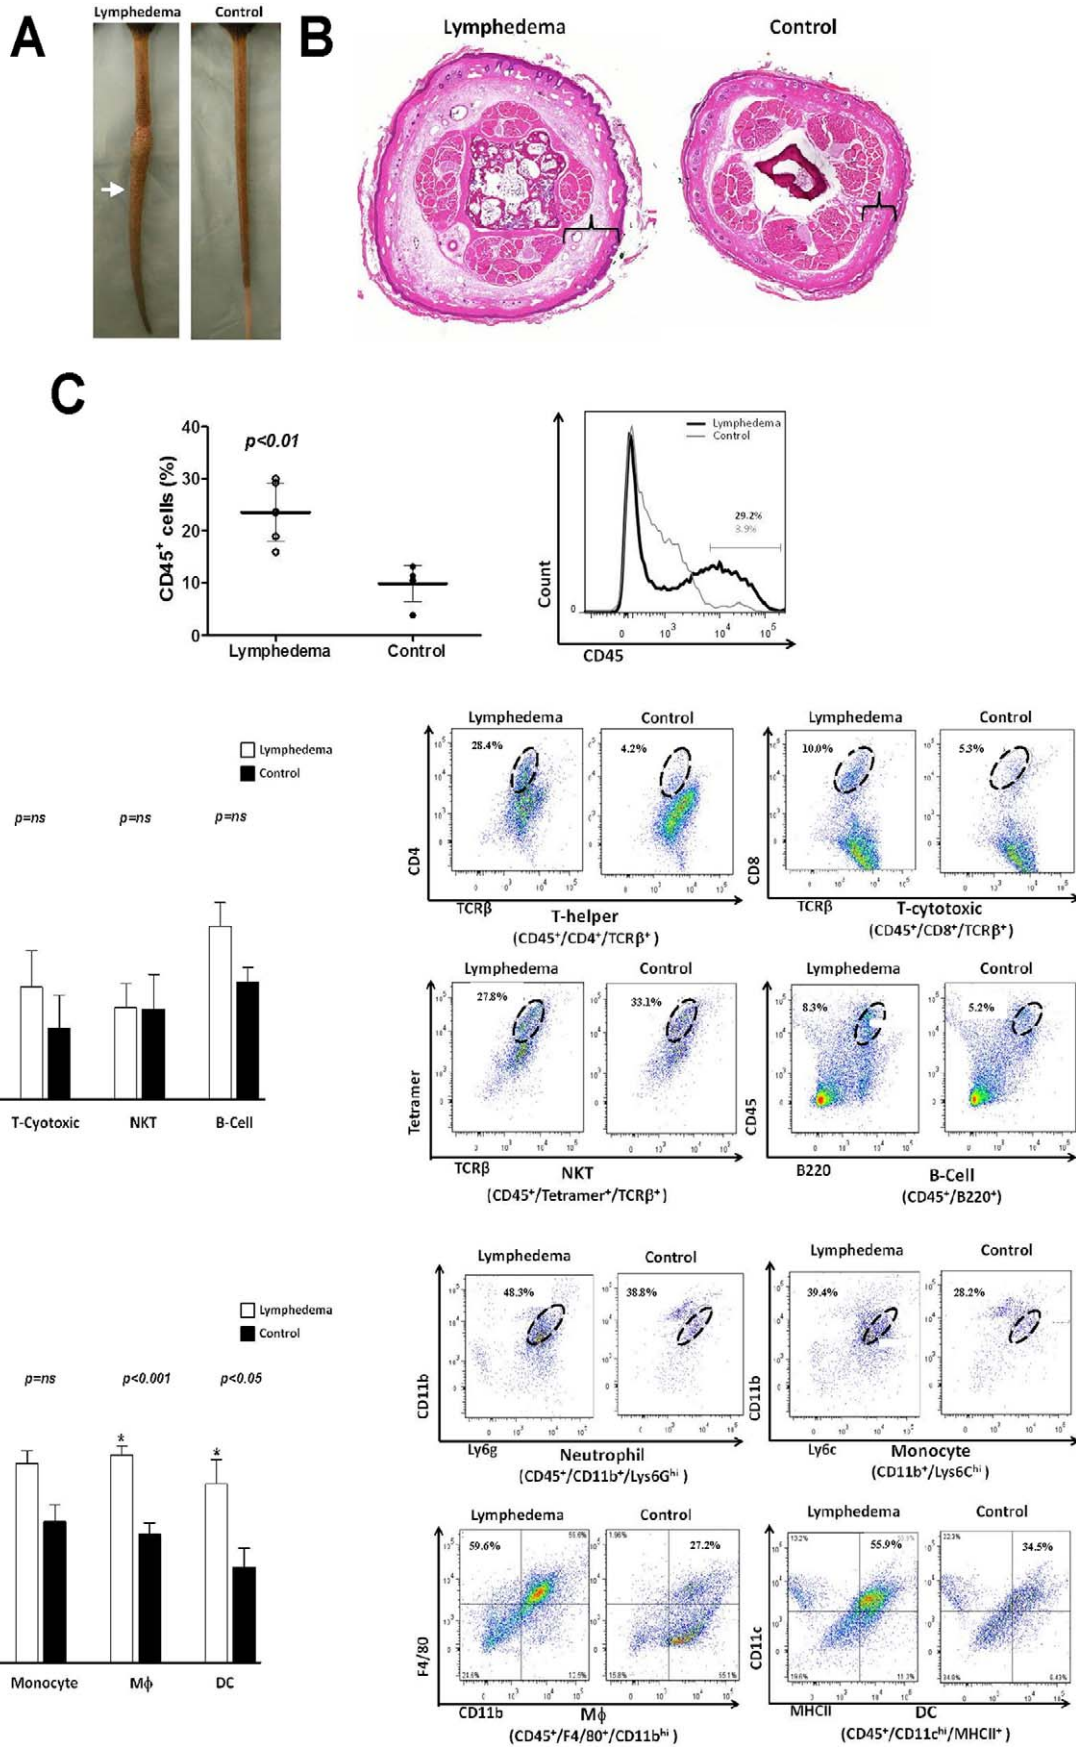 A
Lymphedema
Control
B
Lymphedema
Control
C
40
30
20
10
0
CD45⁺ cells (%)
p<0.01
Lymphedema
Control
Lymphedema
Control
29.2%
3.9%
Count
0
0
10³
10⁴
10⁵
CD45
Lymphedema
Control
p=ns
p=ns
p=ns
T-Cyotoxic
NKT
B-Cell
Lymphedema
Control
28.4%
4.2%
CD4
TCRβ
T-helper
(CD45⁺/CD4⁺/TCRβ⁺)
Lymphedema
Control
10.0%
5.3%
CD8
TCRβ
T-cytotoxic
(CD45⁺/CD8⁺/TCRβ⁺)
Lymphedema
Control
27.8%
33.1%
Tetramer
TCRβ
NKT
(CD45⁺/Tetramer⁺/TCRβ⁺)
Lymphedema
Control
8.3%
5.2%
CD45
B220
B-Cell
(CD45⁺/B220⁺)
Lymphedema
Control
p=ns
p<0.001
p<0.05
*
*
Monocyte
Mϕ
DC
Lymphedema
Control
48.3%
38.8%
CD11b
Ly6g
Neutrophil
(CD45⁺/CD11b⁺/Lys6Gʰⁱ)
Lymphedema
Control
39.4%
28.2%
CD11b
Ly6c
Monocyte
(CD11b⁺/Lys6Cʰⁱ)
Lymphedema
Control
59.6%
27.2%
F4/80
CD11b
Mϕ
(CD45⁺/F4/80⁺/CD11bʰⁱ)
Lymphedema
Control
55.9%
34.5%
CD11c
MHCII
DC
(CD45⁺/CD11cʰⁱ/MHCII⁺)